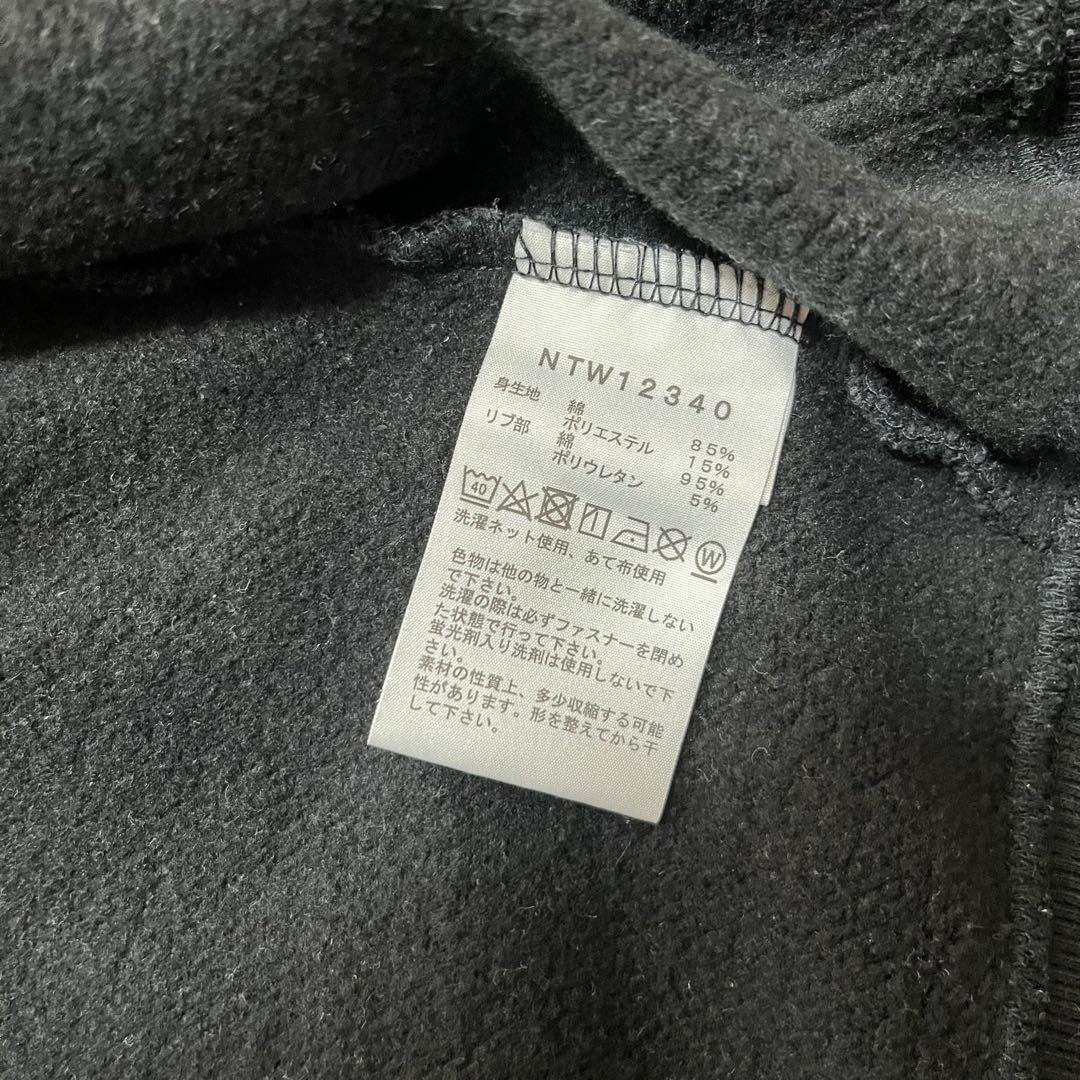 NTW12340
身生地 綿 85%
ポリエステル 15%
リブ部 綿 95%
ポリウレタン 5%
40 W
洗濯ネット使用、あて布使用
色物は他の物と一緒に洗濯しない
で下さい。
洗濯の際は必ずファスナーを閉め
た状態で行って下さい。
蛍光剤入り洗剤は使用しないで下
さい。
素材の性質上、多少収縮する可能
性があります。形を整えてから干
して下さい。